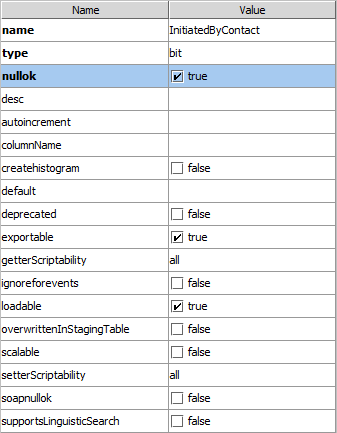 Name Value
name InitiatedByContact
type bit
nullok true
desc
autoincrement
columnName
createhistogram false
default
deprecated false
exportable true
getterScriptability all
ignoreforevents false
loadable true
overwrittenInStagingTable false
scalable false
setterScriptability all
soapnullok false
supportsLinguisticSearch false